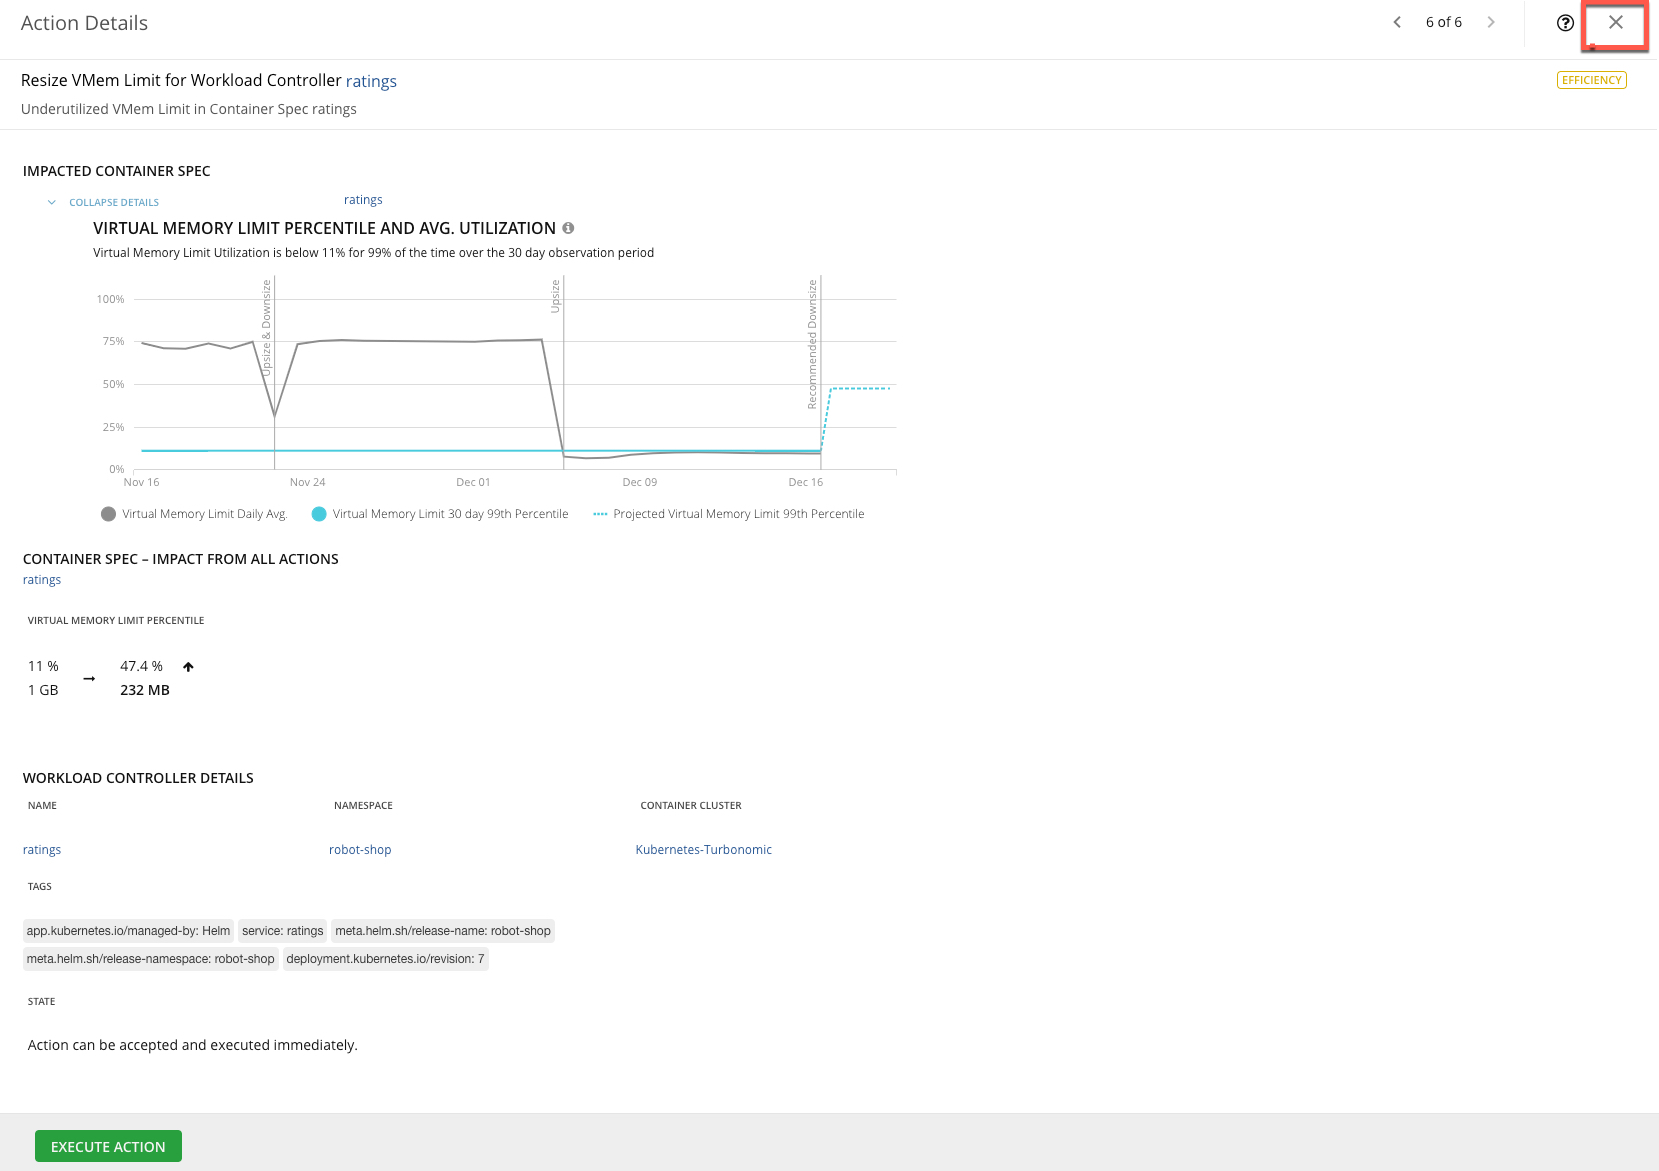 Action Details
6 of 6
Resize VMem Limit for Workload Controller ratings
EFFICIENCY
Underutilized VMem Limit in Container Spec ratings
IMPACTED CONTAINER SPEC
COLLAPSE DETAILS
ratings
VIRTUAL MEMORY LIMIT PERCENTILE AND AVG. UTILIZATION
Virtual Memory Limit Utilization is below 11% for 99% of the time over the 30 day observation period
Upsize & Downsize
Upsize
Recommended Downsize
100%
75%
50%
25%
0%
Nov 16 Nov 24 Dec 01 Dec 09 Dec 16
Virtual Memory Limit Daily Avg. Virtual Memory Limit 30 day 99th Percentile Projected Virtual Memory Limit 99th Percentile
CONTAINER SPEC – IMPACT FROM ALL ACTIONS
ratings
VIRTUAL MEMORY LIMIT PERCENTILE
11 % 47.4 %
1 GB 232 MB
WORKLOAD CONTROLLER DETAILS
NAME NAMESPACE CONTAINER CLUSTER
ratings robot-shop Kubernetes-Turbonomic
TAGS
app.kubernetes.io/managed-by: Helm service: ratings meta.helm.sh/release-name: robot-shop
meta.helm.sh/release-namespace: robot-shop deployment.kubernetes.io/revision: 7
STATE
Action can be accepted and executed immediately.
EXECUTE ACTION